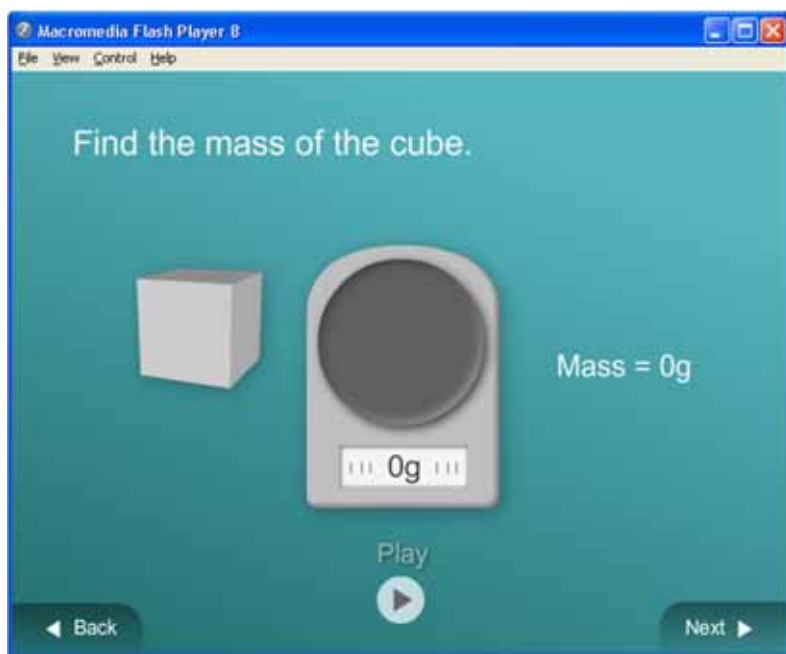 Macromedia Flash Player 8
File View Control Help
Find the mass of the cube.
Mass = 0g
0g
Play
Back
Next